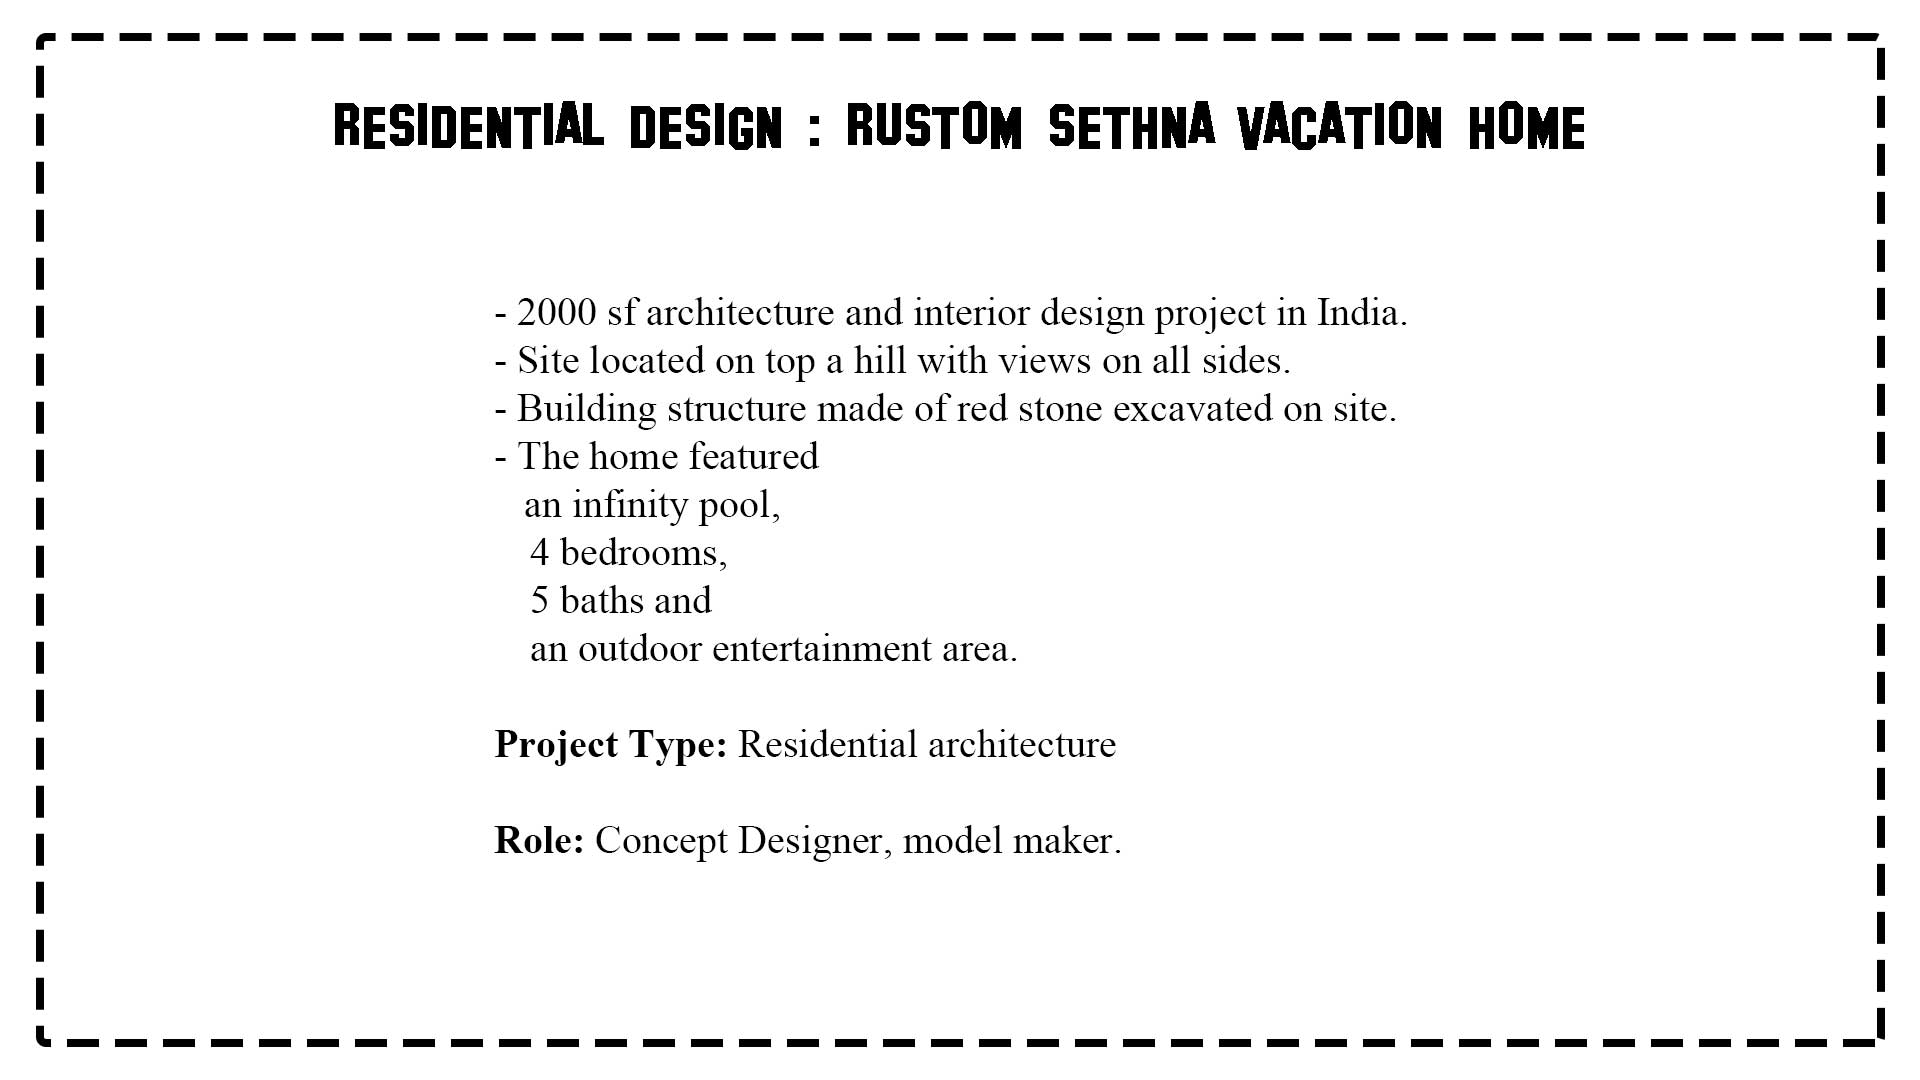 RESIDENTIAL DESIGN : RUSTOM SETHNA VACATION HOME
- 2000 sf architecture and interior design project in India.
- Site located on top a hill with views on all sides.
- Building structure made of red stone excavated on site.
- The home featured
an infinity pool,
4 bedrooms,
5 baths and
an outdoor entertainment area.
Project Type: Residential architecture
Role: Concept Designer, model maker.